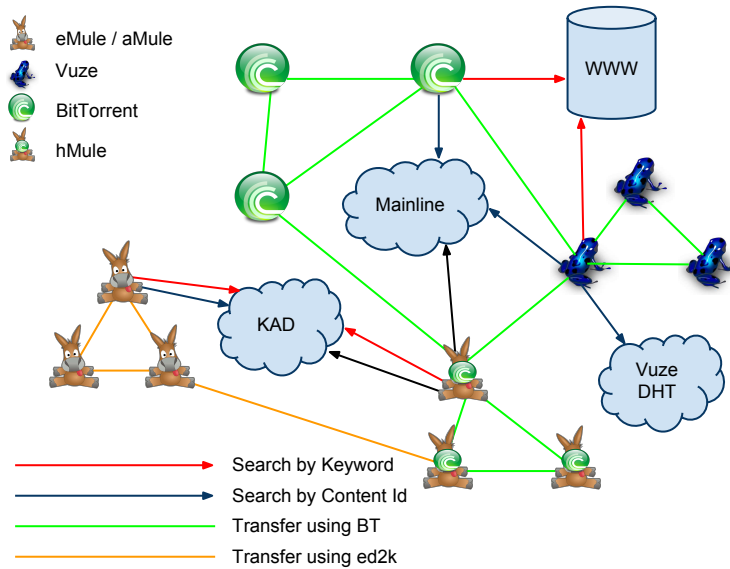 eMule / aMule
Vuze
BitTorrent
hMule
WWW
Mainline
KAD
Vuze
DHT
Search by Keyword
Search by Content Id
Transfer using BT
Transfer using ed2k